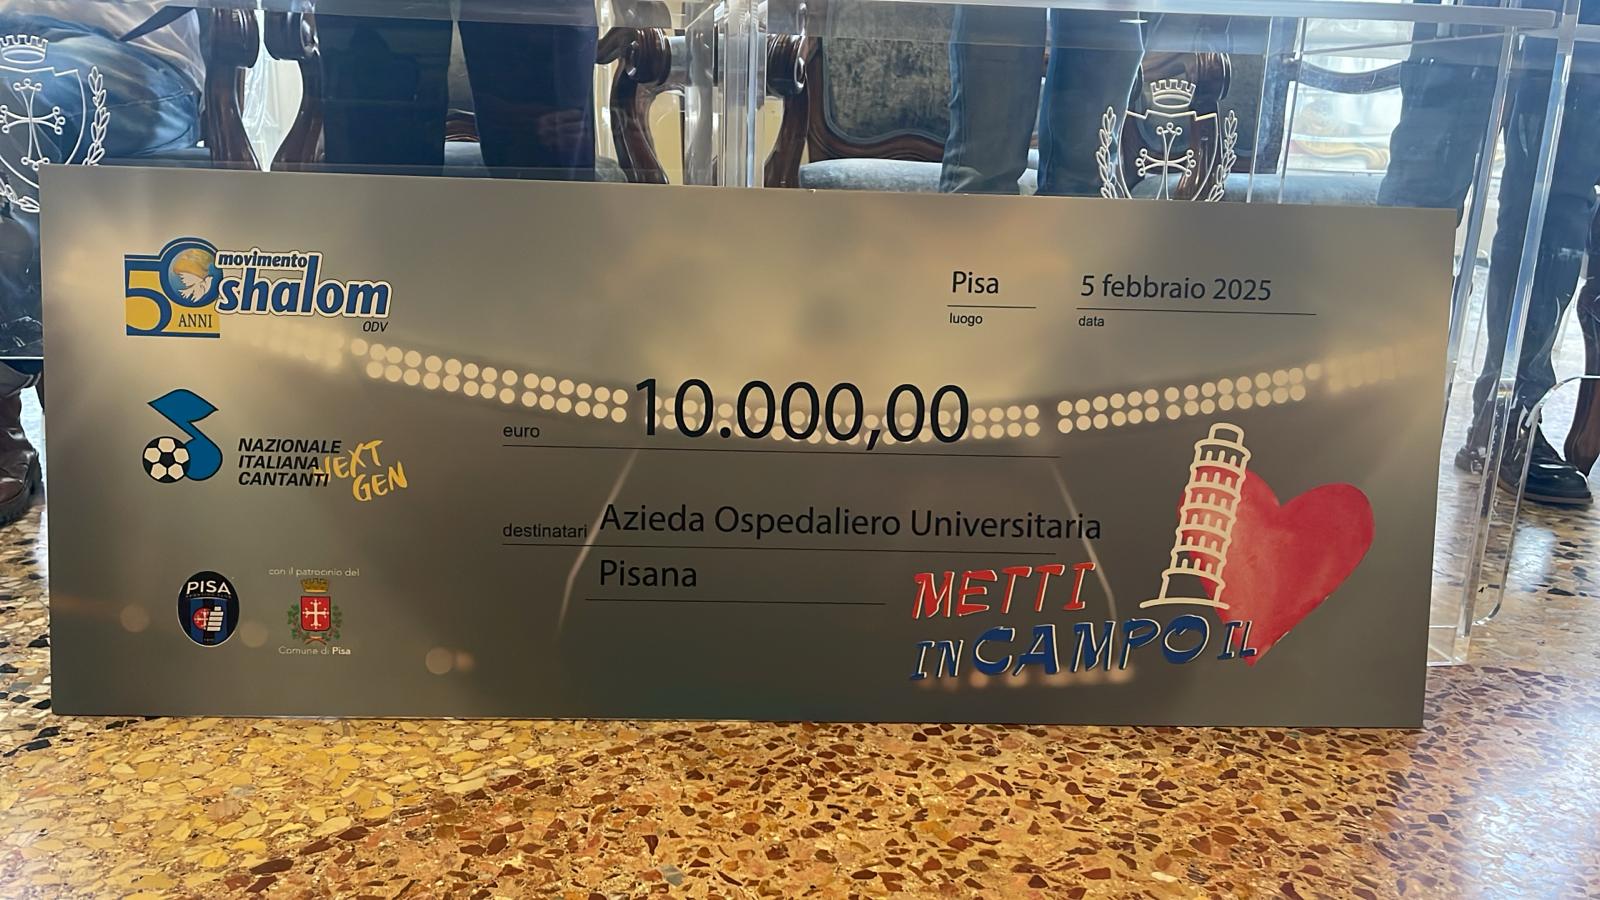 50 ANNI
movimento
shalom
ODV
Pisa
luogo
5 febbraio 2025
data
NAZIONALE
ITALIANA
CANTANTI
NEXT
GEN
euro
10.000,00
destinatari Azieda Ospedaliero Universitaria
Pisana
PISA
con il patrocinio del
Comune di Pisa
METTI
IN CAMPO IL